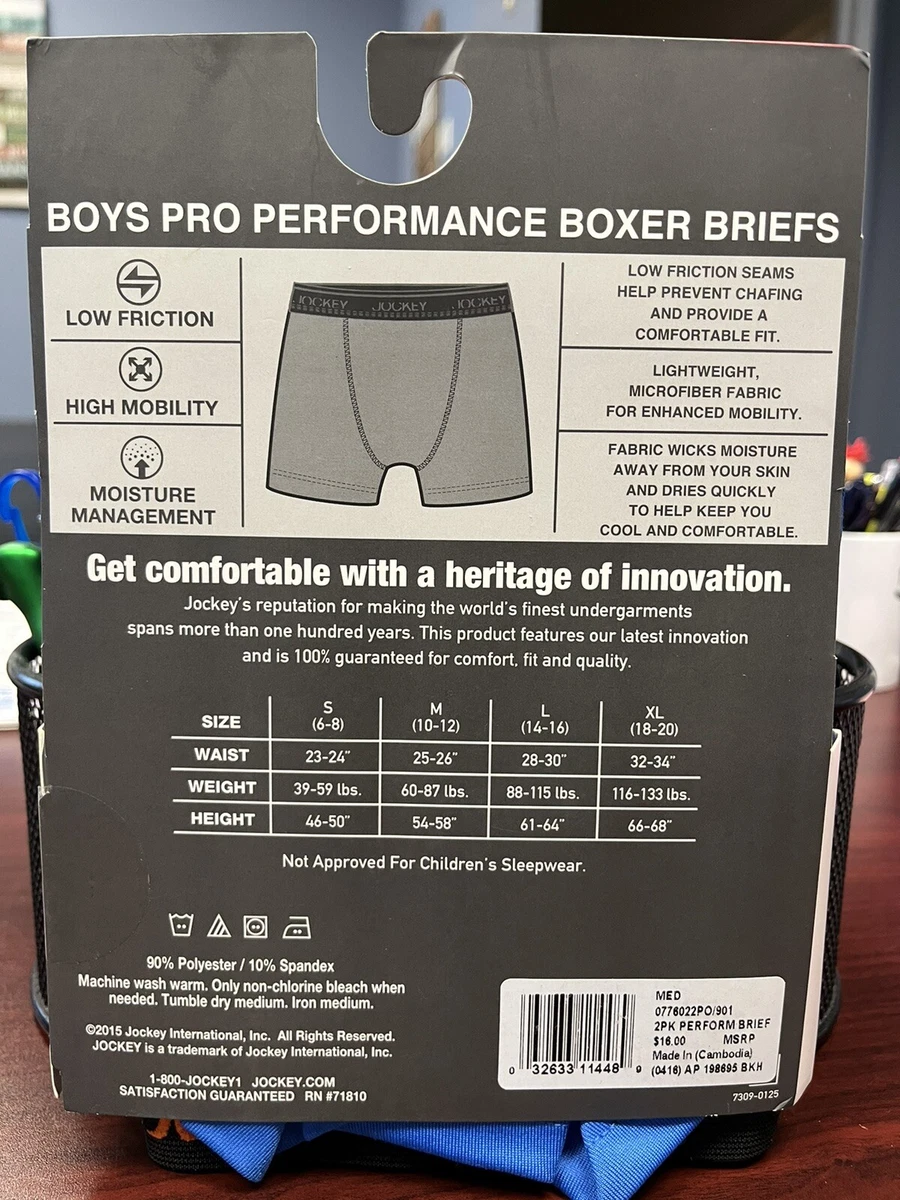 BOYS PRO PERFORMANCE BOXER BRIEFS
LOW FRICTION
HIGH MOBILITY
MOISTURE
MANAGEMENT
JOCKEY JOCKEY JOCKEY
LOW FRICTION SEAMS
HELP PREVENT CHAFING
AND PROVIDE A
COMFORTABLE FIT.
LIGHTWEIGHT,
MICROFIBER FABRIC
FOR ENHANCED MOBILITY.
FABRIC WICKS MOISTURE
AWAY FROM YOUR SKIN
AND DRIES QUICKLY
TO HELP KEEP YOU
COOL AND COMFORTABLE.
Get comfortable with a heritage of innovation.
Jockey's reputation for making the world's finest undergarments
spans more than one hundred years. This product features our latest innovation
and is 100% guaranteed for comfort, fit and quality.
SIZE S (6-8) M (10-12) L (14-16) XL (18-20)
WAIST 23-24" 25-26" 28-30" 32-34"
WEIGHT 39-59 lbs. 60-87 lbs. 88-115 lbs. 116-133 lbs.
HEIGHT 46-50" 54-58" 61-64" 66-68"
Not Approved For Children's Sleepwear.
90% Polyester / 10% Spandex
Machine wash warm. Only non-chlorine bleach when
needed. Tumble dry medium. Iron medium.
©2015 Jockey International, Inc. All Rights Reserved.
JOCKEY is a trademark of Jockey International, Inc.
1-800-JOCKEY1 JOCKEY.COM
SATISFACTION GUARANTEED RN #71810
MED
0776022PO/901
2PK PERFORM BRIEF
$16.00 MSRP
Made In (Cambodia)
(0416) AP 198695 BKH
0 32633 11448 9
7309-0125